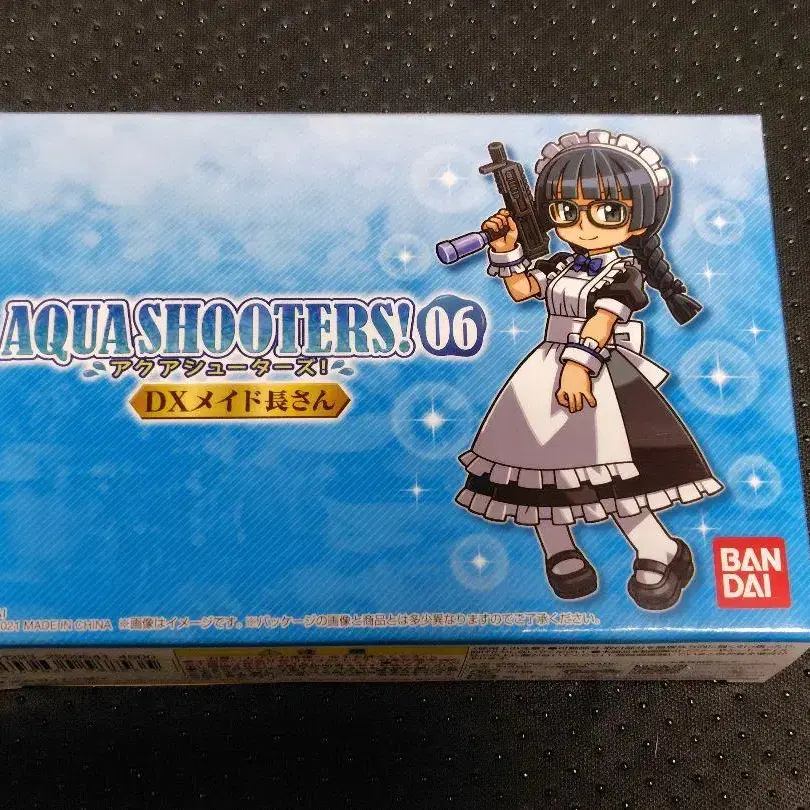 AQUA SHOOTERS! 06
アクアシューターズ!
DXメイド長さん
BAN
DAI
2021 MADE IN CHINA ※画像はイメージです。※パッケージの画像と商品とは多少異なりますのでご了承ください。